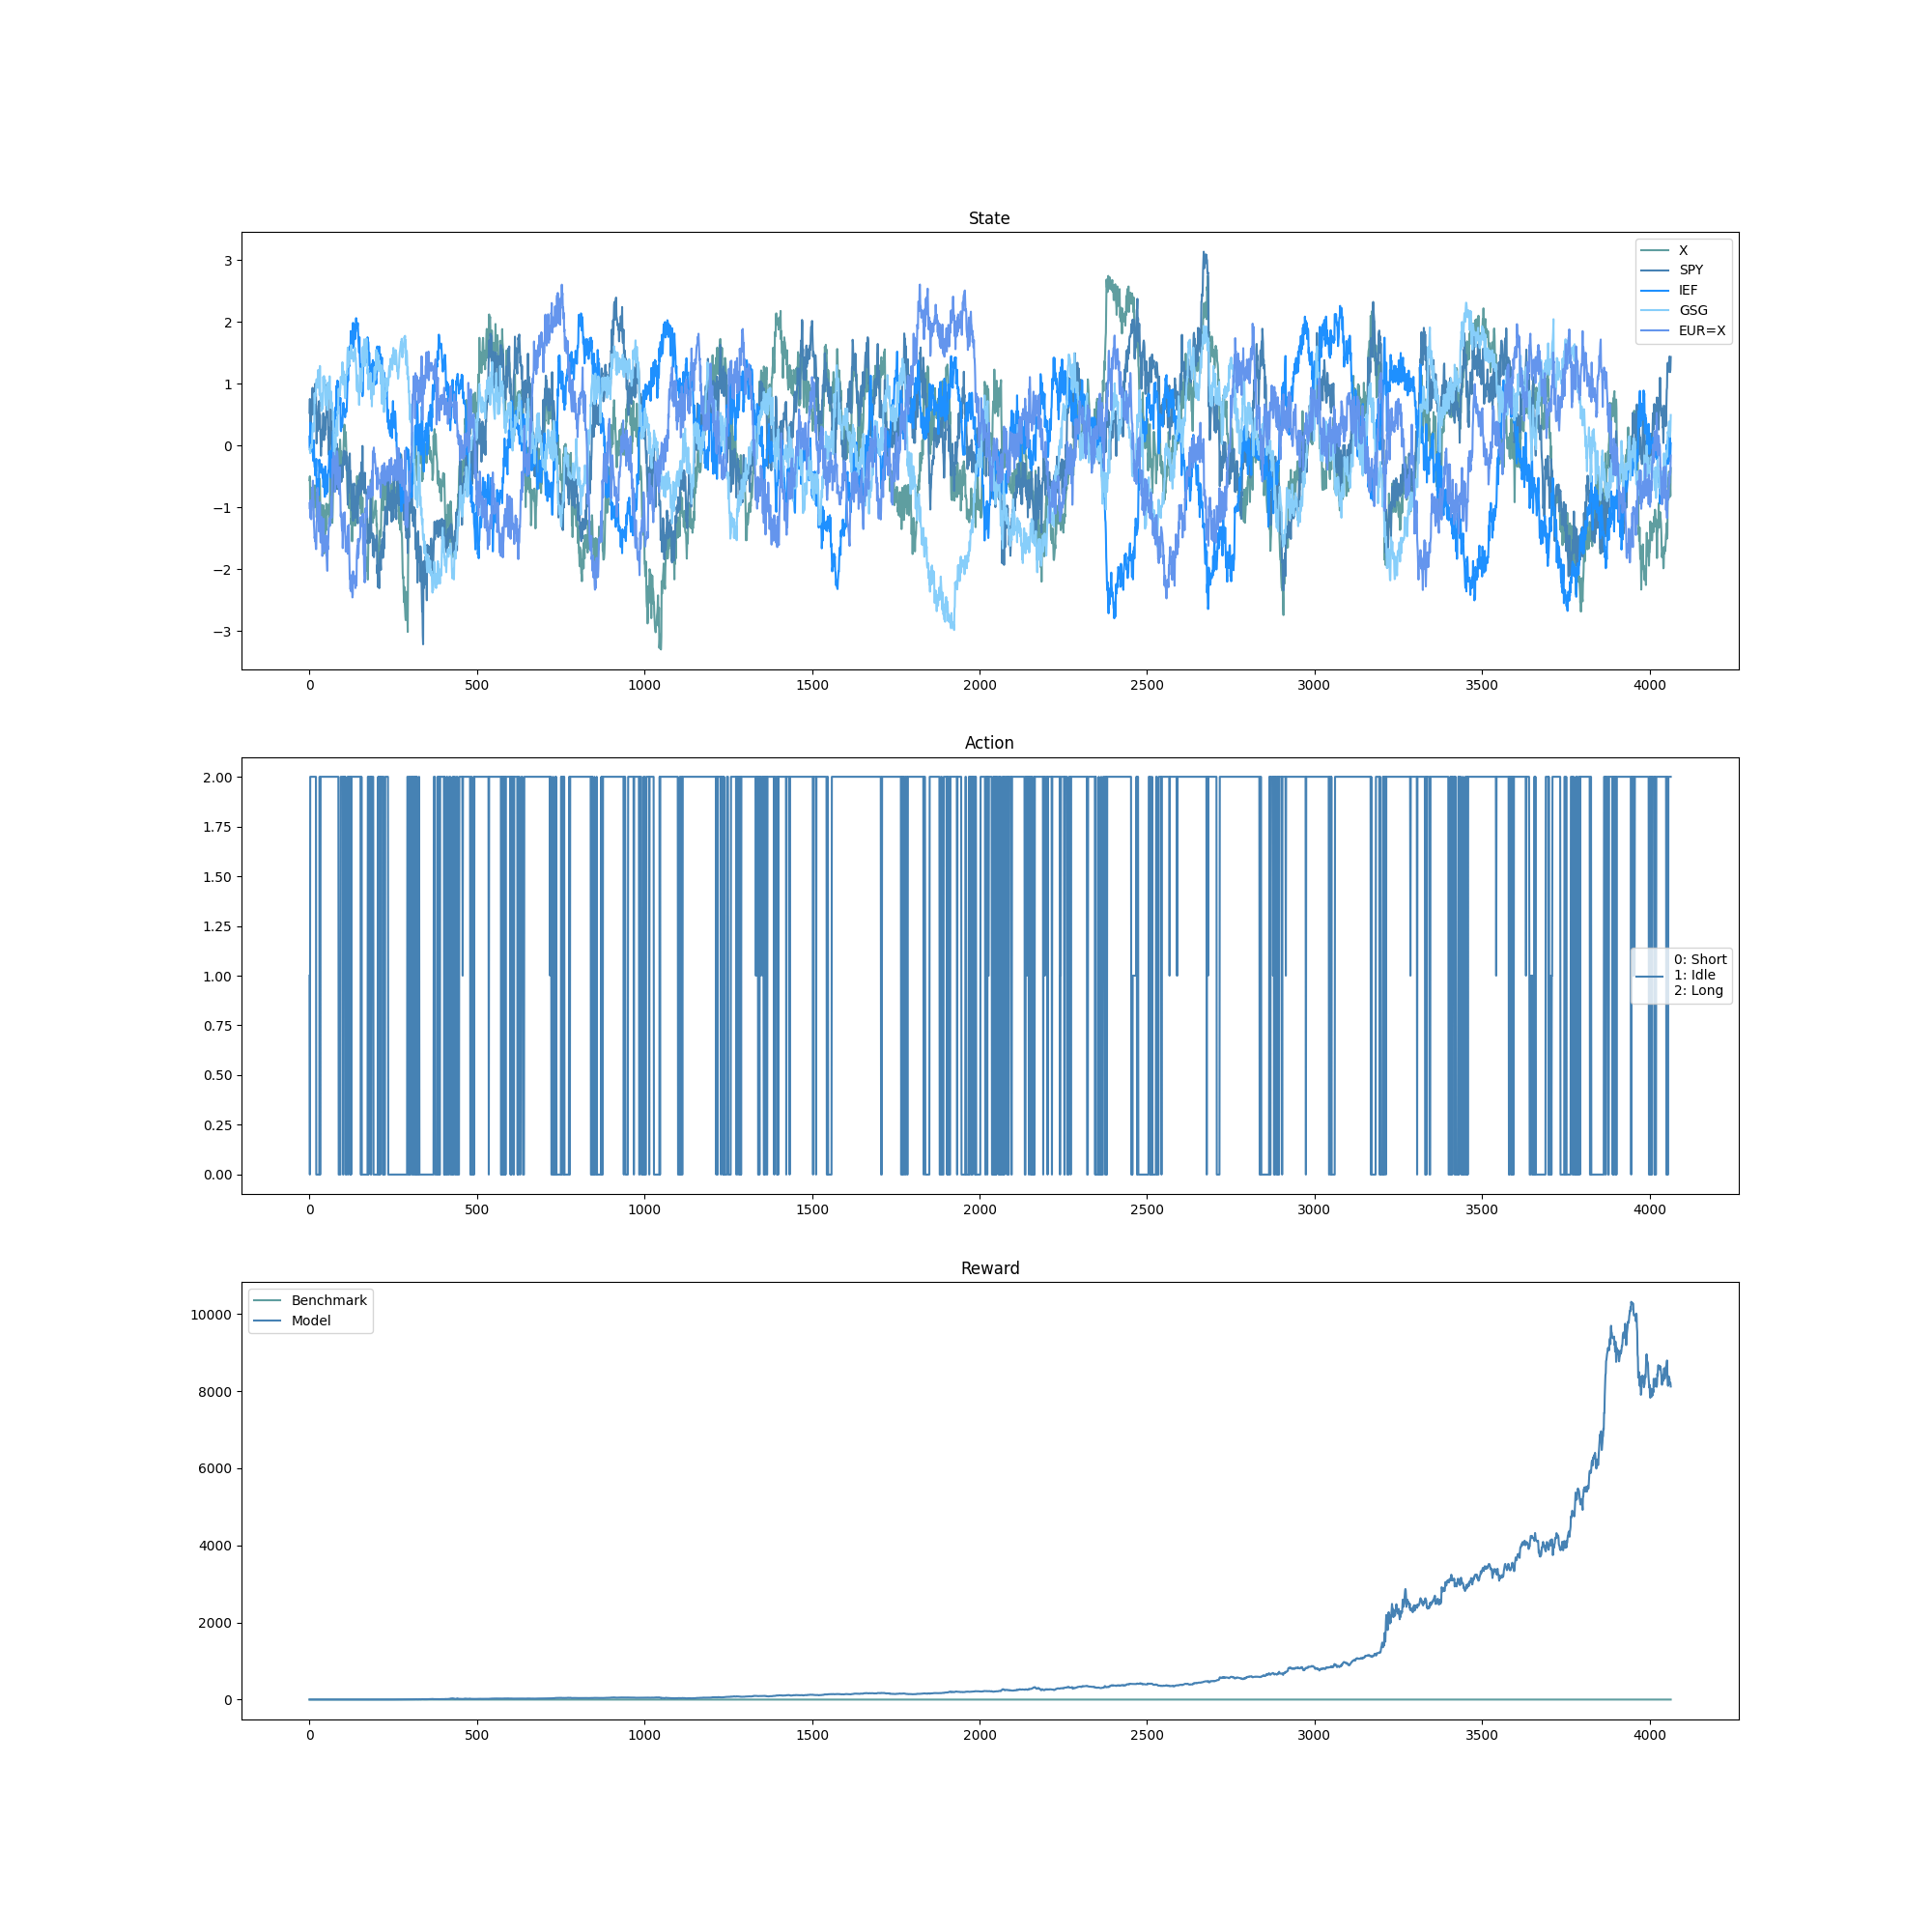 State
3
2
1
0
−1
−2
−3
X
SPY
IEF
GSG
EUR=X
0 500 1000 1500 2000 2500 3000 3500 4000
Action
2.00
1.75
1.50
1.25
1.00
0.75
0.50
0.25
0.00
0: Short
1: Idle
2: Long
0 500 1000 1500 2000 2500 3000 3500 4000
Reward
Benchmark
Model
10000
8000
6000
4000
2000
0
0 500 1000 1500 2000 2500 3000 3500 4000